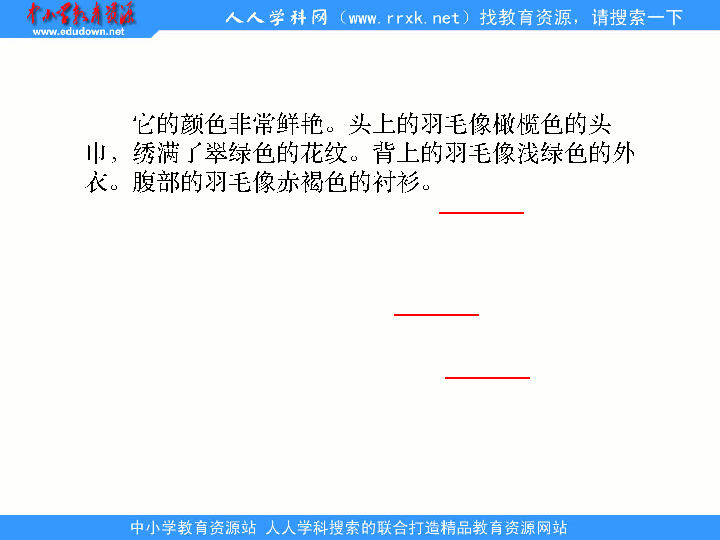 中小学教育资源
www.edudown.net
人人学科网（www.rrxk.net）找教育资源，请搜索一下
它的颜色非常鲜艳。头上的羽毛像橄榄色的头
巾，绣满了翠绿色的花纹。背上的羽毛像浅绿色的外
衣。腹部的羽毛像赤褐色的衬衫。
中小学教育资源站 人人学科搜索的联合打造精品教育资源网站